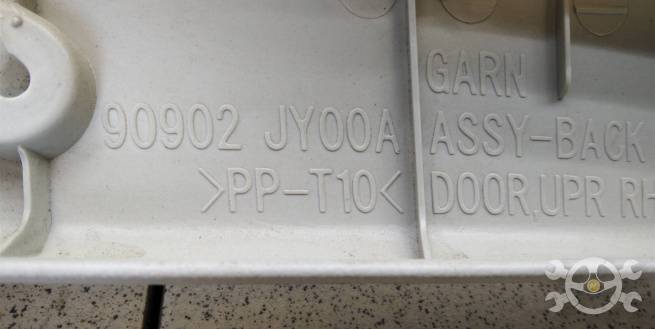 90902 JY00A
>PP-T10<
GARN
ASSY-BACK
DOOR,UPR RH